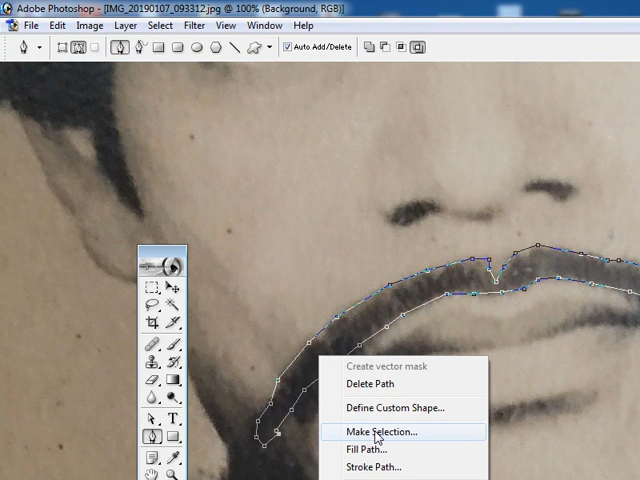 Adobe Photoshop - [IMG_20190107_093312.jpg @ 100% (Background, RGB)]
File Edit Image Layer Select Filter View Window Help
Auto Add/Delete
T
Create vector mask
Delete Path
Define Custom Shape...
Make Selection...
Fill Path...
Stroke Path...